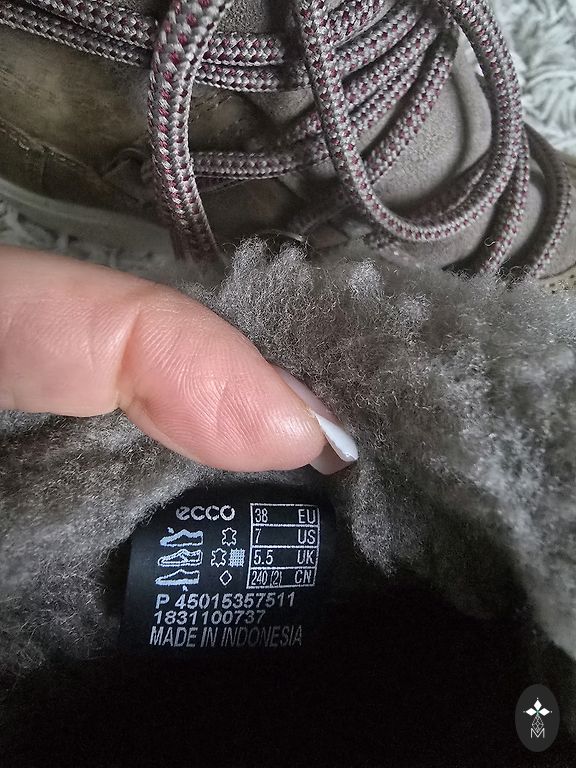 ecco
38 EU
7 US
5.5 UK
240 (2) CN
P 45015357511
1831100737
MADE IN INDONESIA
M